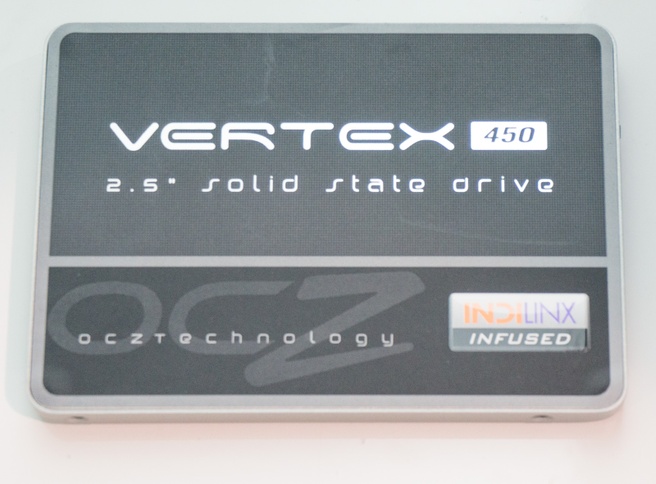 VERTEX 450
2.5" solid state drive
OCZ
ocztechnology
INDILINX
INFUSED